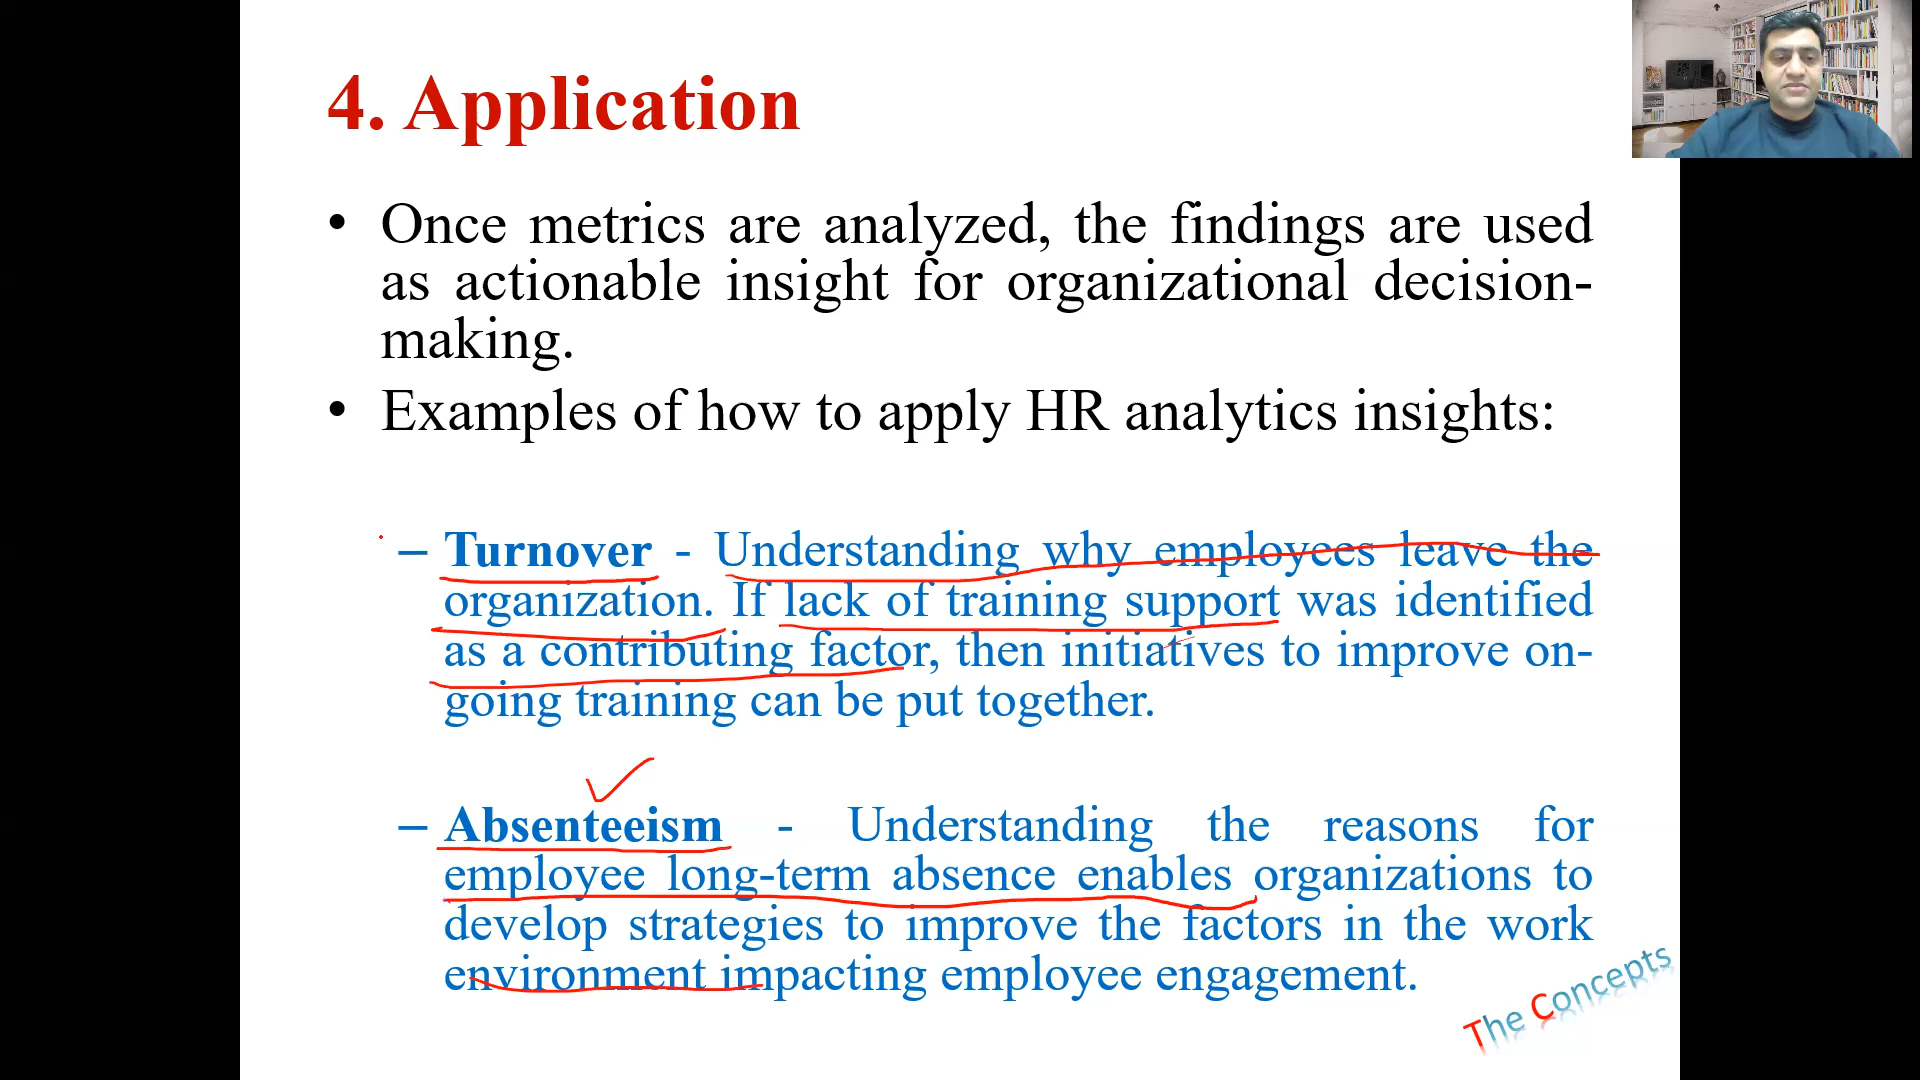 4. Application
• Once metrics are analyzed, the findings are used
as actionable insight for organizational decision-
making.
• Examples of how to apply HR analytics insights:
– Turnover - Understanding why employees leave the
organization. If lack of training support was identified
as a contributing factor, then initiatives to improve on-
going training can be put together.
– Absenteeism - Understanding the reasons for
employee long-term absence enables organizations to
develop strategies to improve the factors in the work
environment impacting employee engagement.
The Concepts